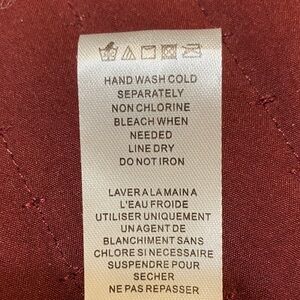 HAND WASH COLD
SEPARATELY
NON CHLORINE
BLEACH WHEN
NEEDED
LINE DRY
DO NOT IRON
LAVER A LA MAIN A
L'EAU FROIDE
UTILISER UNIQUEMENT
UN AGENT DE
BLANCHIMENT SANS
CHLORE SI NECESSAIRE
SUSPENDRE POUR
SECHER
NE PAS REPASSER